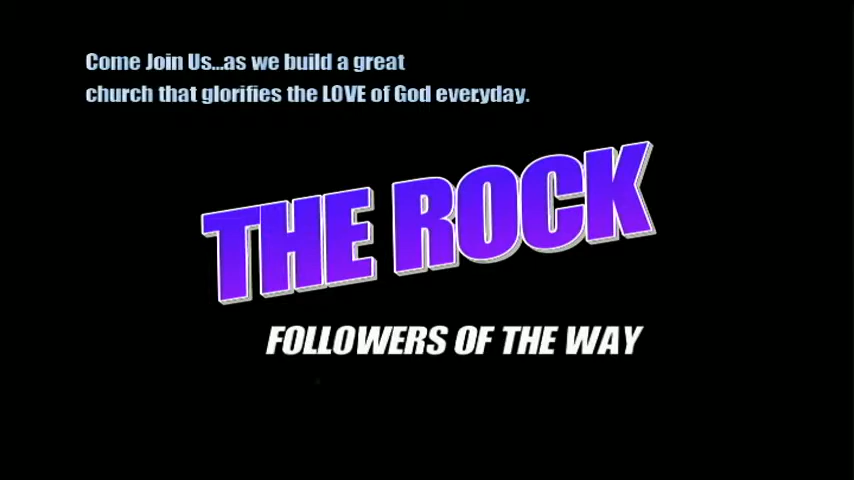 Come Join Us...as we build a great
church that glorifies the LOVE of God everyday.
THE ROCK
FOLLOWERS OF THE WAY